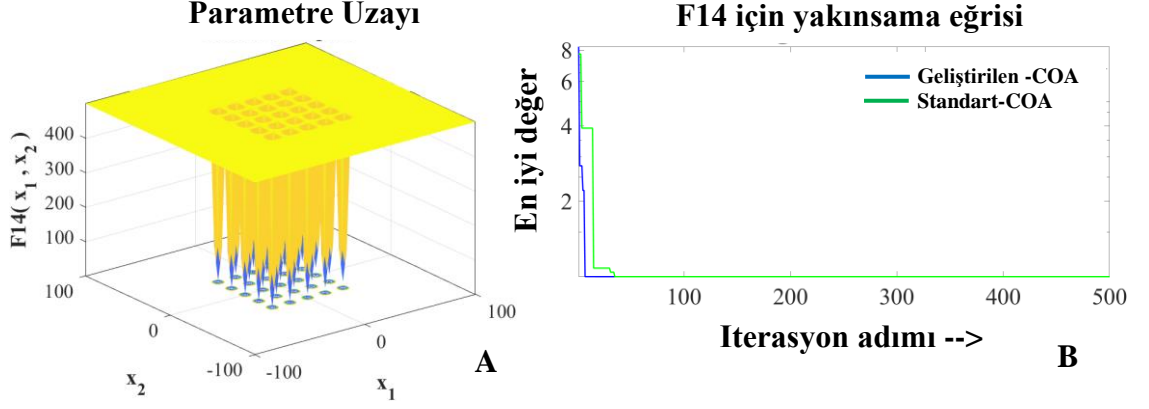 Parametre Uzayı
400
300
200
100
F14( x1 , x2 )
100
0
-100
x2
-100
0
100
x1
A
F14 için yakınsama eğrisi
8
6
4
2
En iyi değer
Geliştirilen -COA
Standart-COA
100 200 300 400 500
Iterasyon adımı -->
B